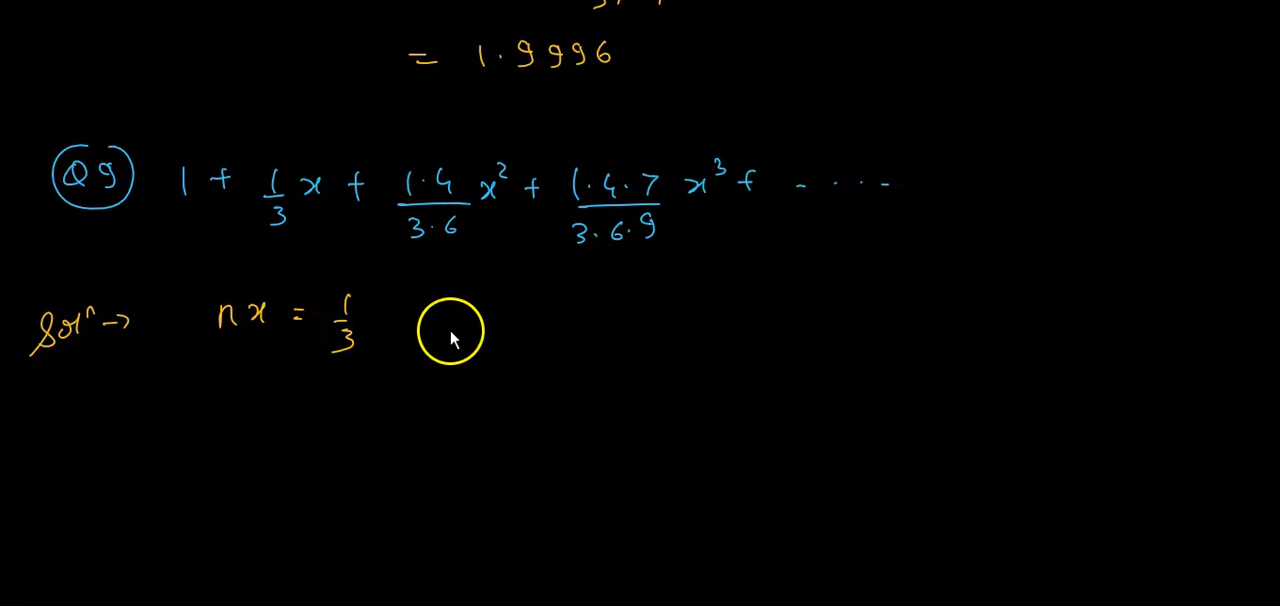 = 1.9996
Q9 1 + 1/3 x + 1.4/3.6 x² + 1.4.7/3.6.9 x³ + .....
Solⁿ → nx = 1/3